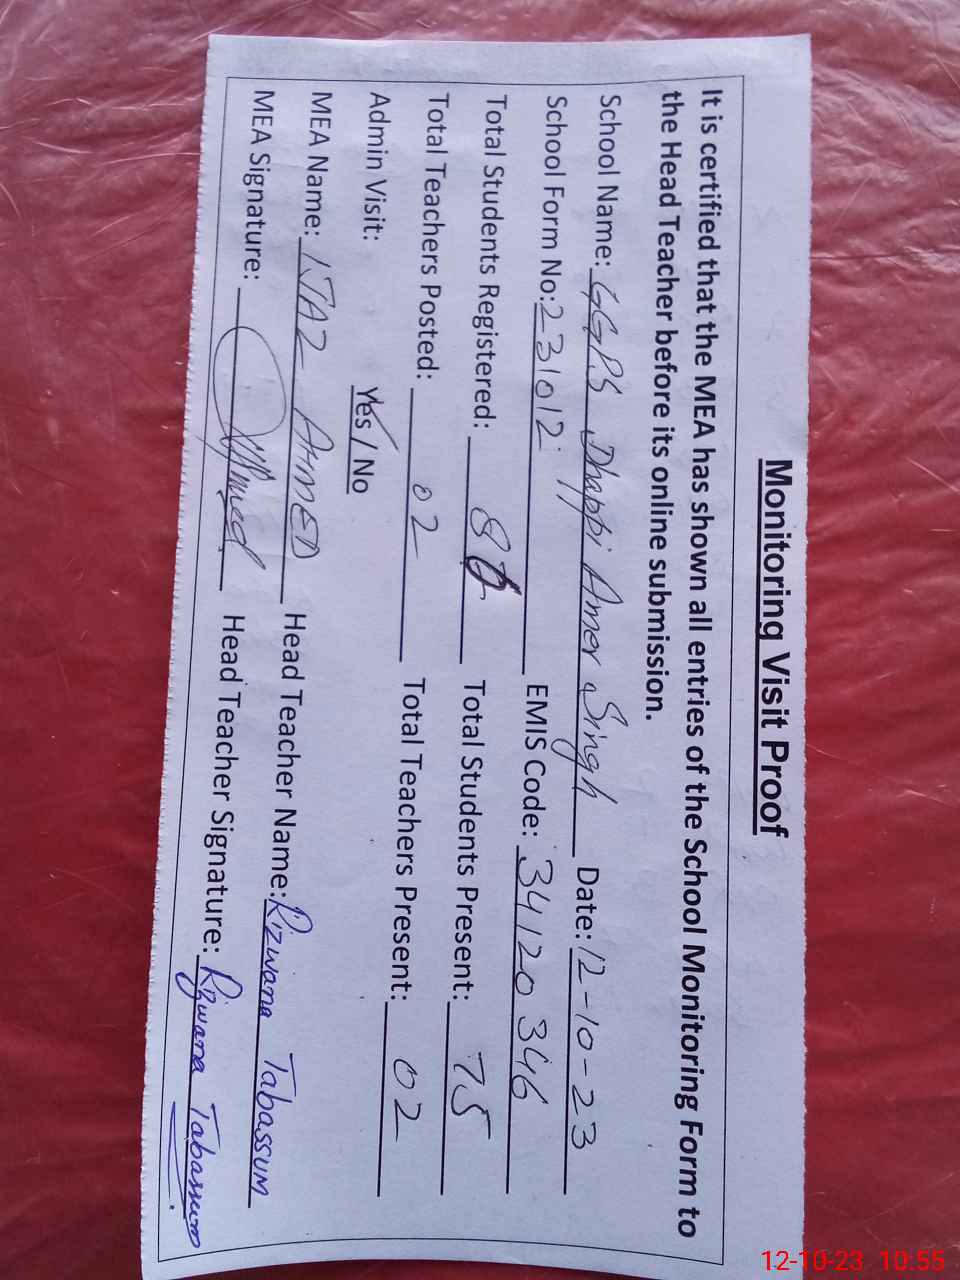 Monitoring Visit Proof
It is certified that the MEA has shown all entries of the School Monitoring Form to
the Head Teacher before its online submission.
School Name: GGPS Dhappi Amer Singh Date: 12-10-23
School Form No: 231012 EMIS Code: 34120346
Total Students Registered: Total Students Present: 75
Total Teachers Posted: 02 Total Teachers Present: 02
Admin Visit: Yes / No
MEA Name: IJAZ AHMED Head Teacher Name: Rizwana Tabassum
MEA Signature: Ahmed Head Teacher Signature: Rizwana Tabassum
12-10-23 10:55